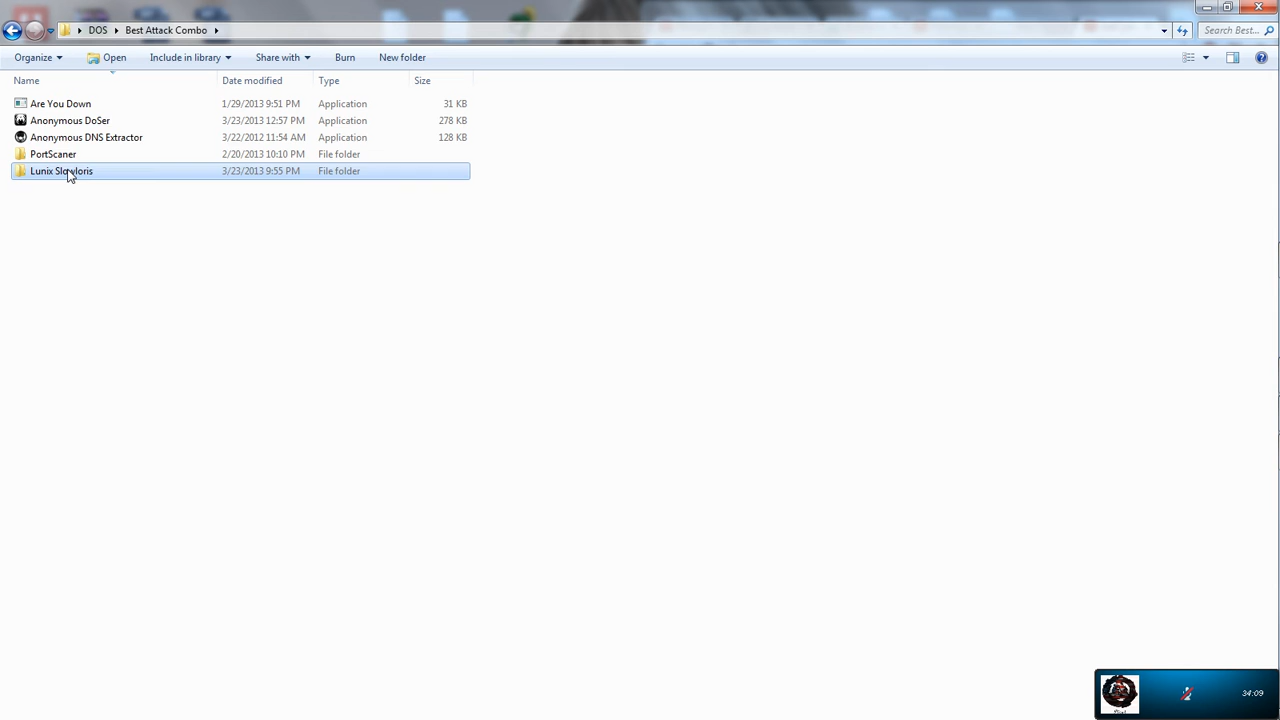 DOS Best Attack Combo Search Best...
Organize Open Include in library Share with Burn New folder
Name Date modified Type Size
Are You Down 1/29/2013 9:51 PM Application 31 KB
Anonymous DoSer 3/23/2013 12:57 PM Application 278 KB
Anonymous DNS Extractor 3/22/2012 11:54 AM Application 128 KB
PortScaner 2/20/2013 10:10 PM File folder
Lunix Slowloris 3/23/2013 9:55 PM File folder
34:09